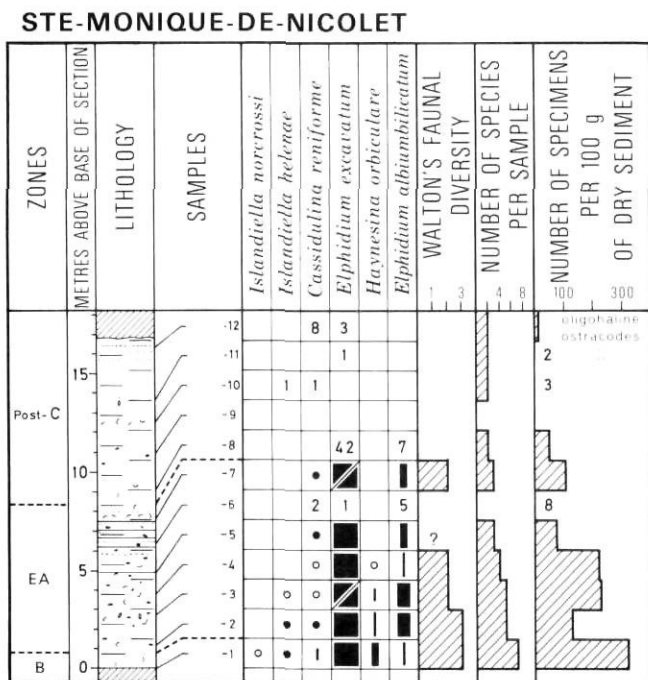 STE-MONIQUE-DE-NICOLET
ZONES
METRES ABOVE BASE OF SECTION
LITHOLOGY
SAMPLES
Islandiella norcrossi
Islandiella helenae
Cassidulina reniforme
Elphidium excavatum
Haynesina orbiculare
Elphidium albiumbilicatum
WALTON'S FAUNAL
DIVERSITY
1 3
NUMBER OF SPECIES
PER SAMPLE
4 8
NUMBER OF SPECIMENS
PER 100 g
OF DRY SEDIMENT
100 300
-12 8 3 oligohaline
ostracodes
-11 1 2
15
-10 1 1 3
-9
Post-C
-8 42 7
10 -7
-6 2 1 5 8
-5 ?
5 -4
EA
-3
-2
B 0 -1